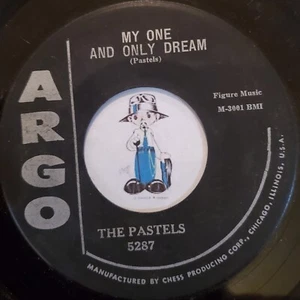 MY ONE
AND ONLY DREAM
(Pastels)
Figure Music
M-3001 BMI
ARGO
THE PASTELS
5287
MANUFACTURED BY CHESS PRODUCING CORP., CHICAGO, ILLINOIS, U.S.A.